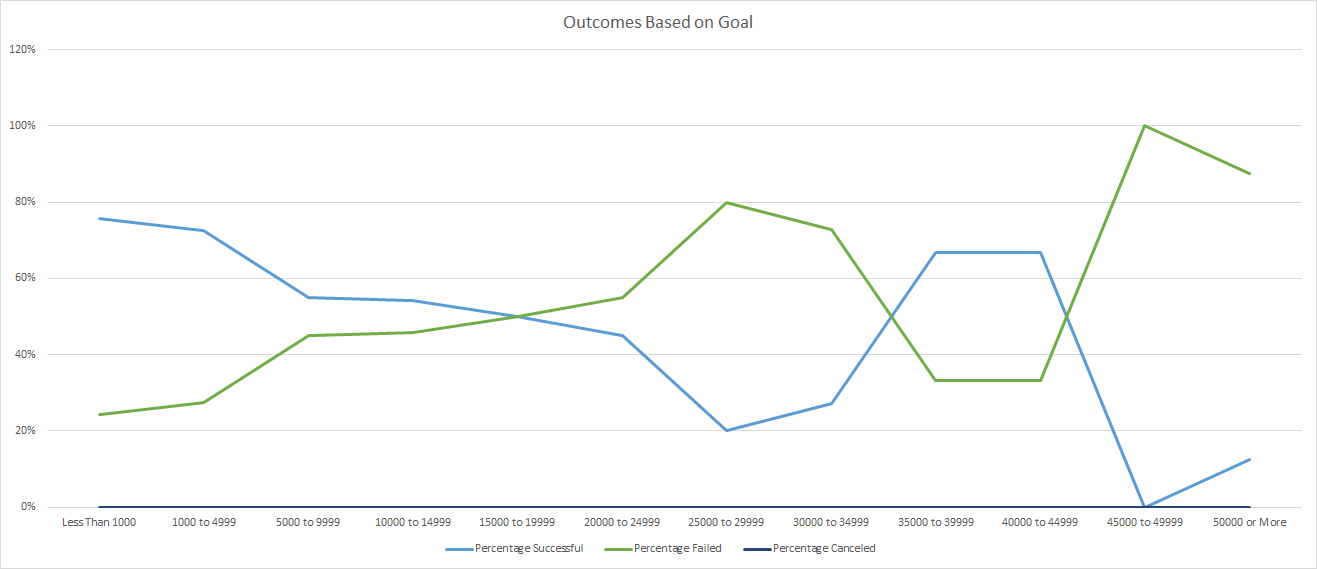 Outcomes Based on Goal
120%
100%
80%
60%
40%
20%
0%
Less Than 1000 1000 to 4999 5000 to 9999 10000 to 14999 15000 to 19999 20000 to 24999 25000 to 29999 30000 to 34999 35000 to 39999 40000 to 44999 45000 to 49999 50000 or More
Percentage Successful Percentage Failed Percentage Canceled